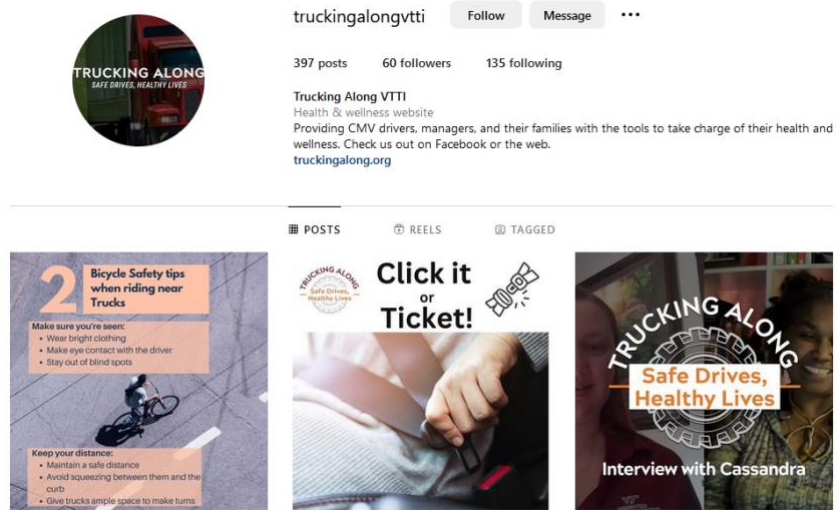 truckingalongvtti Follow Message
397 posts 60 followers 135 following
Trucking Along VTTI
Health & wellness website
Providing CMV drivers, managers, and their families with the tools to take charge of their health and
wellness. Check us out on Facebook or the web.
truckingalong.org
TRUCKING ALONG
SAFE DRIVES, HEALTHY LIVES
POSTS REELS TAGGED
2
Bicycle Safety tips
when riding near
Trucks
Make sure you're seen:
• Wear bright clothing
• Make eye contact with the driver
• Stay out of blind spots
Keep your distance:
• Maintain a safe distance
• Avoid squeezing between them and the
curb
• Give trucks ample space to make turns
TRUCKING ALONG
Safe Drives,
Healthy Lives
Click it
or
Ticket!
TRUCKING ALONG
Safe Drives,
Healthy Lives
Interview with Cassandra